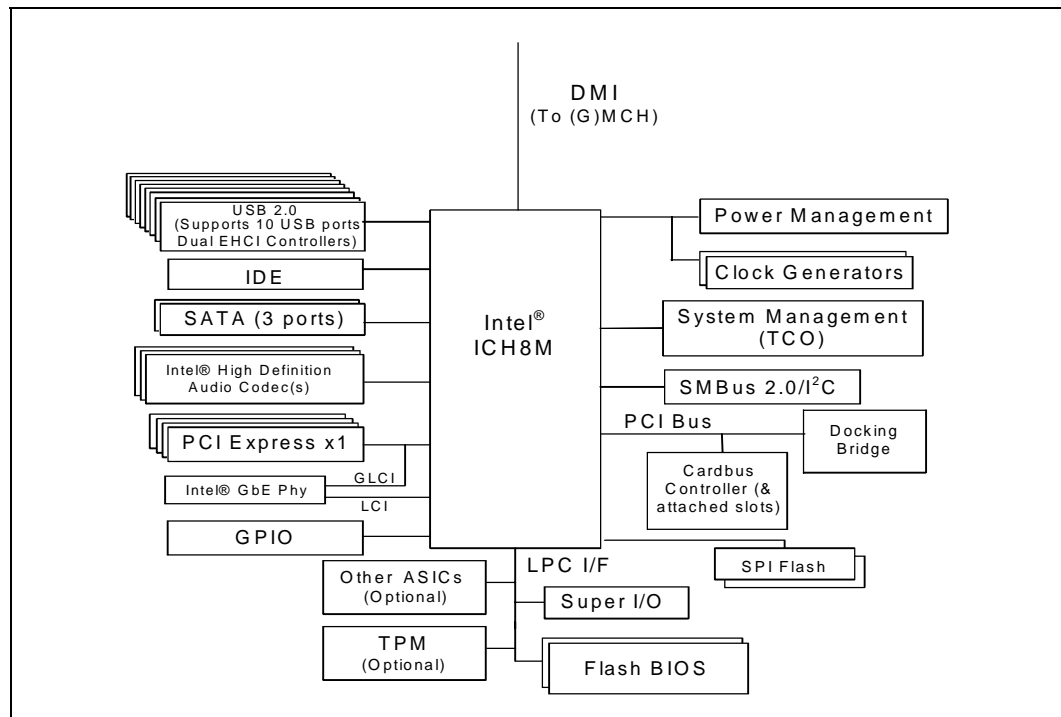 DMI
(To (G)MCH)
USB 2.0
(Supports 10 USB ports
Dual EHCI Controllers)
IDE
SATA (3 ports)
Intel® High Definition
Audio Codec(s)
PCI Express x1
GLCI
Intel® GbE Phy
LCI
GPIO
Intel®
ICH8M
Power Management
Clock Generators
System Management
(TCO)
SMBus 2.0/I²C
PCI Bus
Docking
Bridge
Cardbus
Controller (&
attached slots)
SPI Flash
LPC I/F
Other ASICs
(Optional)
Super I/O
TPM
(Optional)
Flash BIOS